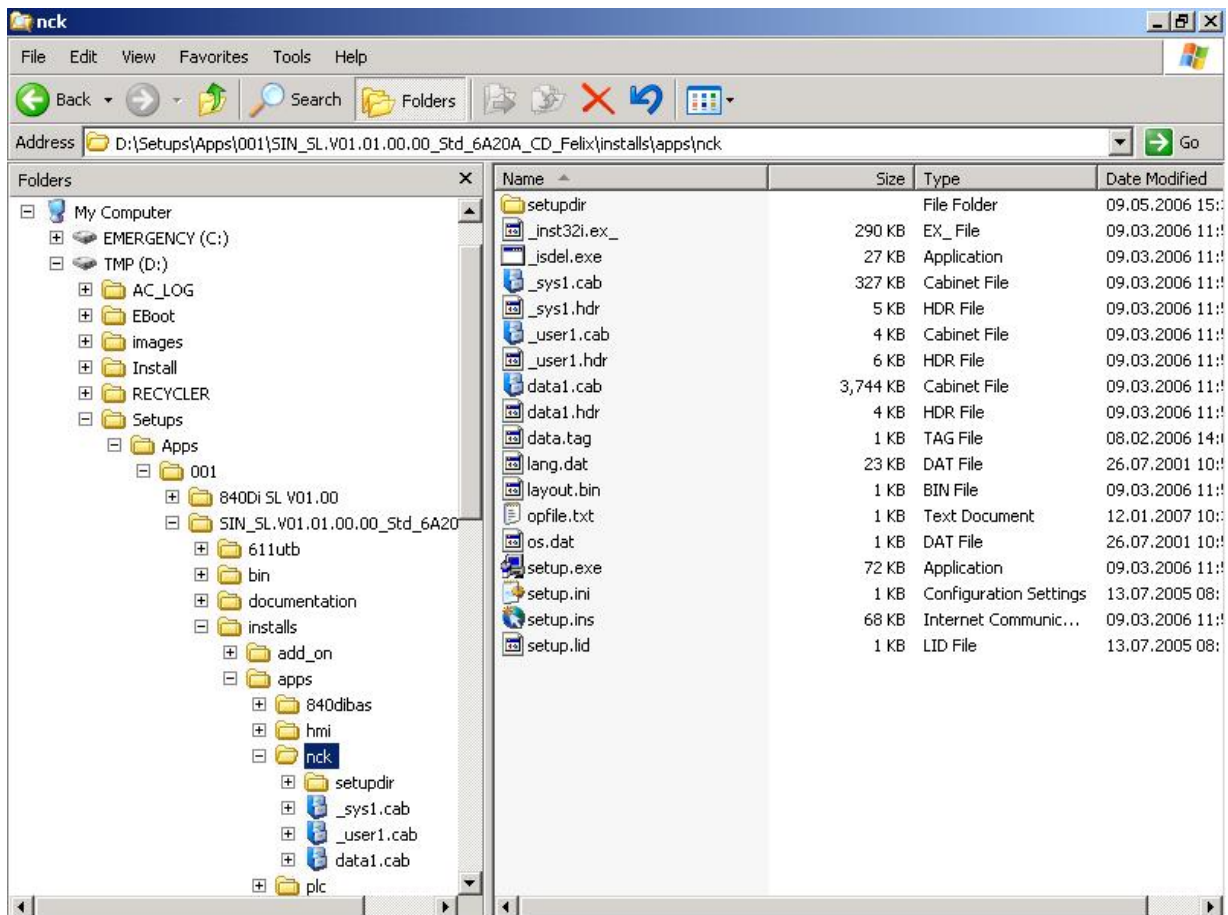 nck
File Edit View Favorites Tools Help
Back Search Folders
Address D:\Setups\Apps\001\SIN_SL.V01.01.00.00_Std_6A20A_CD_Felix\installs\apps\nck Go
Folders
My Computer
EMERGENCY (C:)
TMP (D:)
AC_LOG
EBoot
images
Install
RECYCLER
Setups
Apps
001
840Di SL V01.00
SIN_SL.V01.01.00.00_Std_6A20
611utb
bin
documentation
installs
add_on
apps
840dibas
hmi
nck
setupdir
_sys1.cab
_user1.cab
data1.cab
plc
Name Size Type Date Modified
setupdir File Folder 09.05.2006 15:
_inst32i.ex_ 290 KB EX_ File 09.03.2006 11:
_isdel.exe 27 KB Application 09.03.2006 11:
_sys1.cab 327 KB Cabinet File 09.03.2006 11:
_sys1.hdr 5 KB HDR File 09.03.2006 11:
_user1.cab 4 KB Cabinet File 09.03.2006 11:
_user1.hdr 6 KB HDR File 09.03.2006 11:
data1.cab 3,744 KB Cabinet File 09.03.2006 11:
data1.hdr 4 KB HDR File 09.03.2006 11:
data.tag 1 KB TAG File 08.02.2006 14:
lang.dat 23 KB DAT File 26.07.2001 10:
layout.bin 1 KB BIN File 09.03.2006 11:
opfile.txt 1 KB Text Document 12.01.2007 10:
os.dat 1 KB DAT File 26.07.2001 10:
setup.exe 72 KB Application 09.03.2006 11:
setup.ini 1 KB Configuration Settings 13.07.2005 08:
setup.ins 68 KB Internet Communic... 09.03.2006 11:
setup.lid 1 KB LID File 13.07.2005 08: